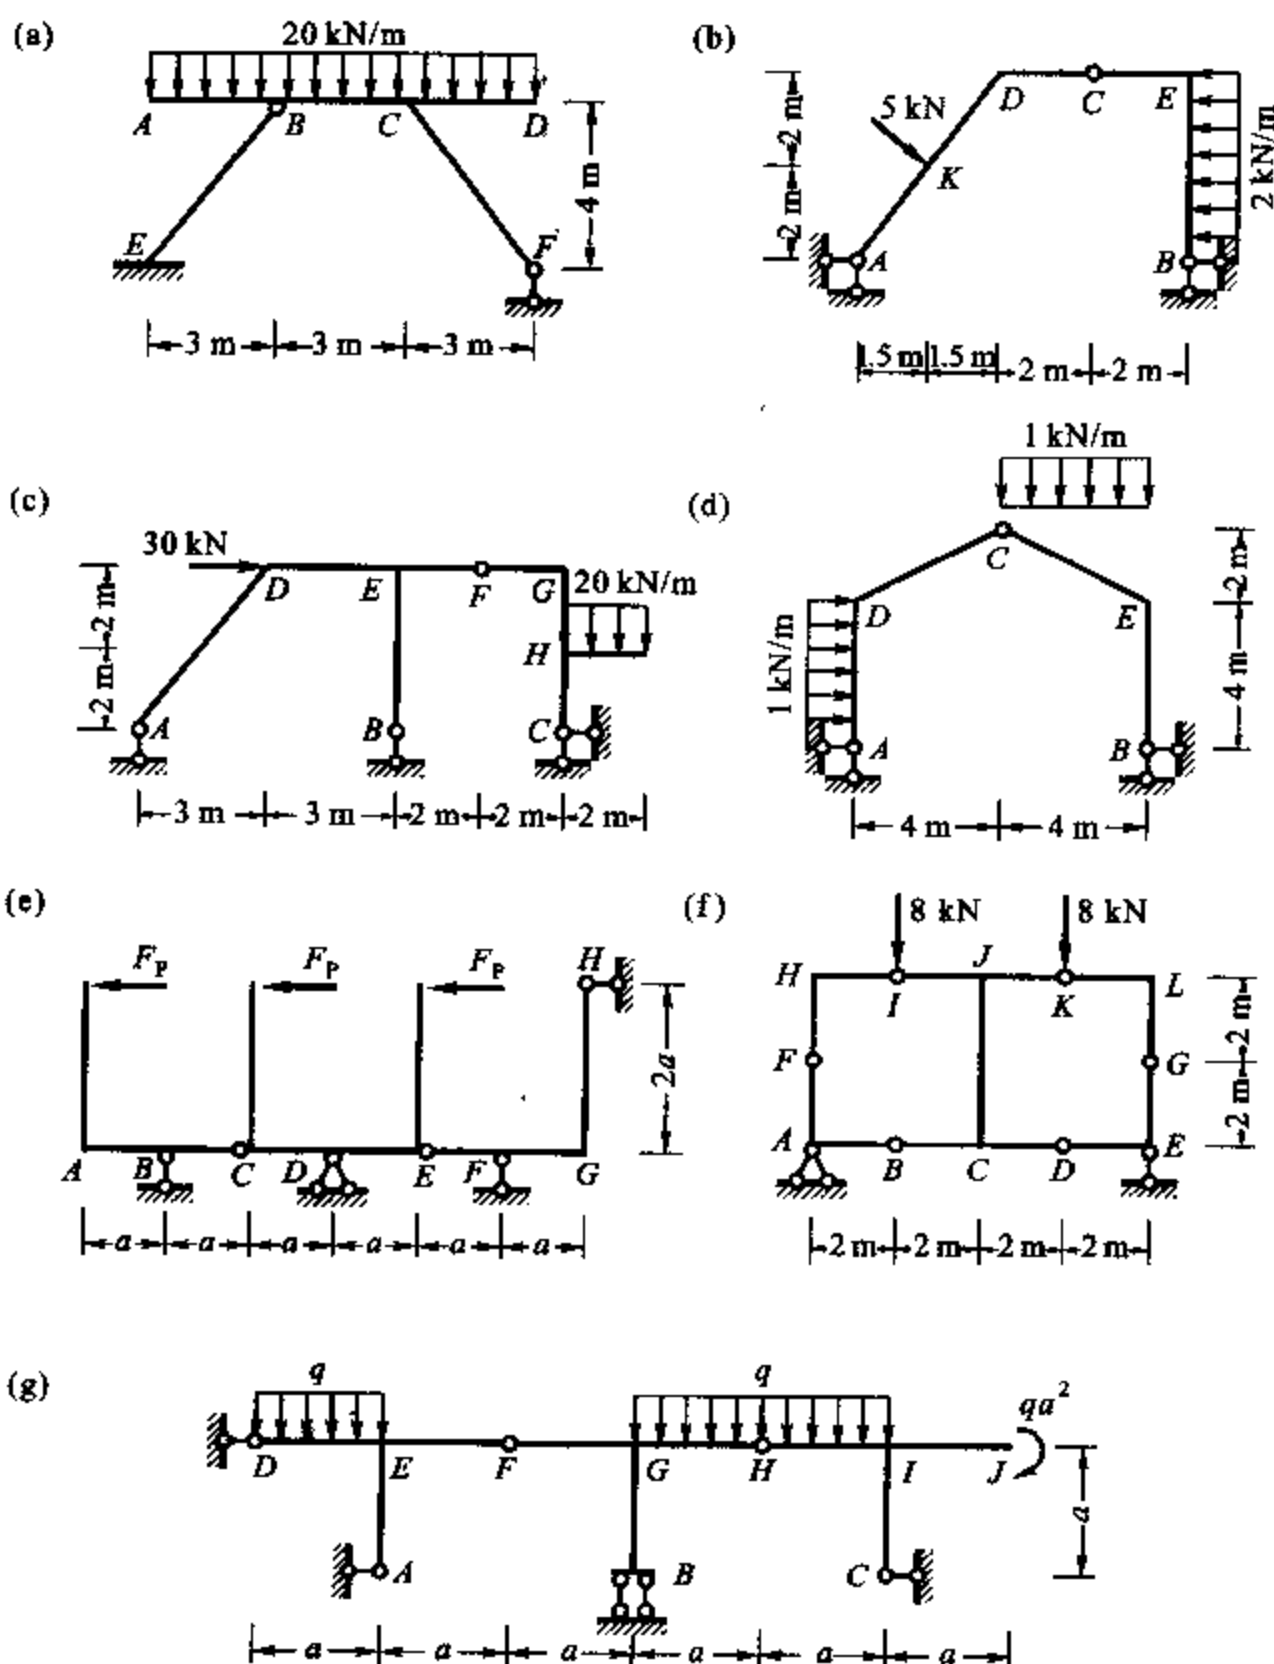 (a)
20 kN/m
A B C D
4 m
E F
3 m 3 m 3 m
(b)
D C E
5 kN
K
2 m
2 m
2 kN/m
A B
1.5 m 1.5 m 2 m 2 m
(c)
30 kN
D E F G
20 kN/m
H
2 m
2 m
A B C
3 m 3 m 2 m 2 m 2 m
(d)
1 kN/m
C
D E
1 kN/m
2 m
4 m
A B
4 m 4 m
(e)
F_P F_P F_P H
2a
A B C D E F G
a a a a a a
(f)
8 kN 8 kN
H I J K L
F G
2 m
2 m
A B C D E
2 m 2 m 2 m 2 m
(g)
q q qa²
D E F G H I J
a
A B C
a a a a a a